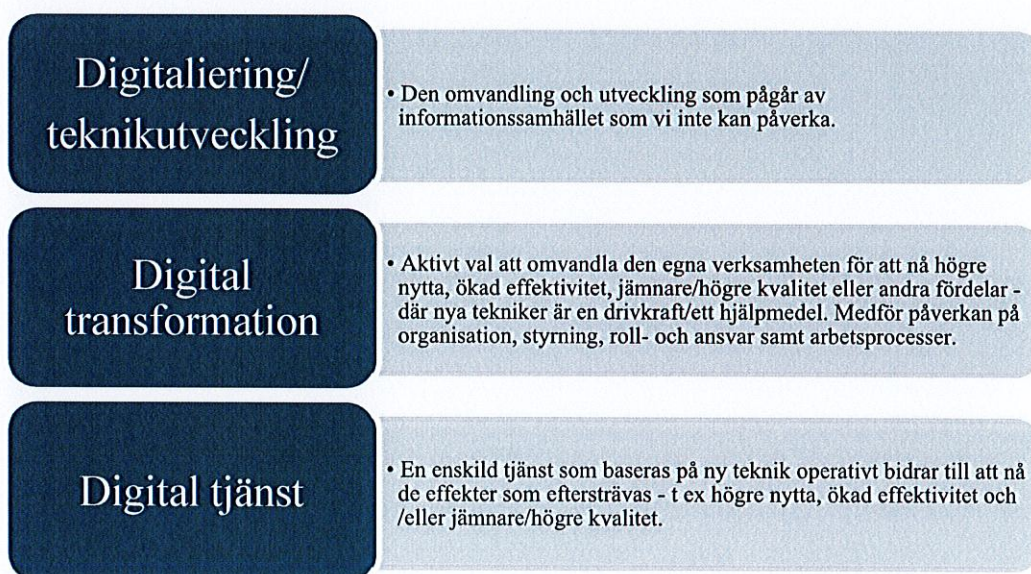 Digitaliering/
teknikutveckling
• Den omvandling och utveckling som pågår av
informationssamhället som vi inte kan påverka.
Digital
transformation
• Aktivt val att omvandla den egna verksamheten för att nå högre
nytta, ökad effektivitet, jämnare/högre kvalitet eller andra fördelar -
där nya tekniker är en drivkraft/ett hjälpmedel. Medför påverkan på
organisation, styrning, roll- och ansvar samt arbetsprocesser.
Digital tjänst
• En enskild tjänst som baseras på ny teknik operativt bidrar till att nå
de effekter som eftersträvas - t ex högre nytta, ökad effektivitet och
/eller jämnare/högre kvalitet.